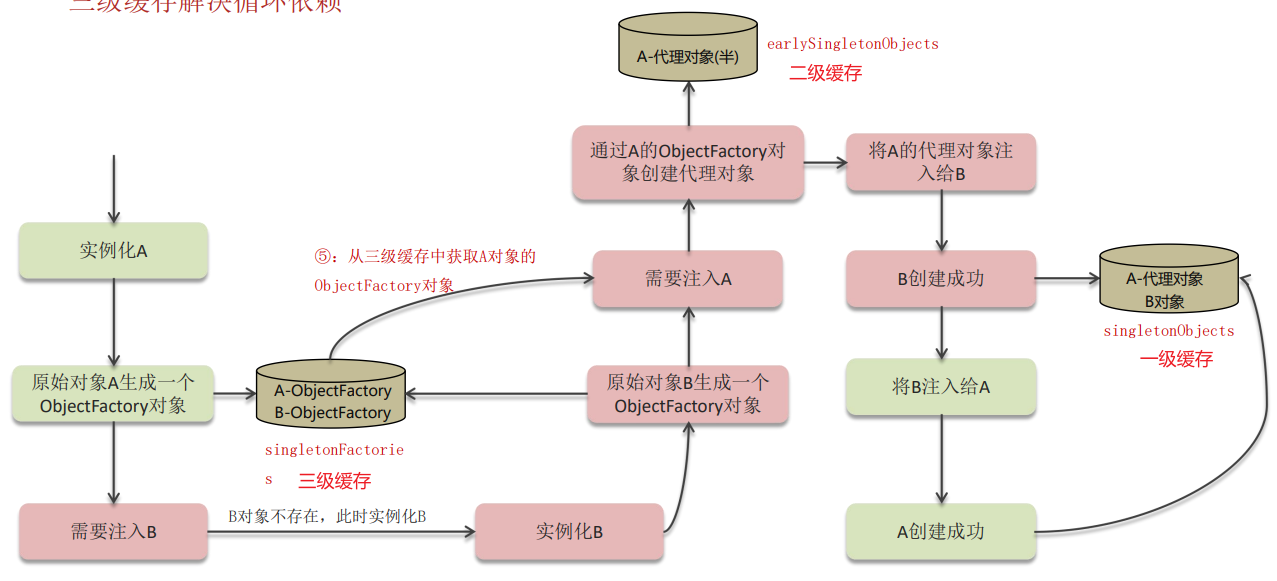 三级缓存解决循环依赖
A-代理对象(半)
earlySingletonObjects
二级缓存
通过A的ObjectFactory对
象创建代理对象
将A的代理对象注
入给B
实例化A
⑤：从三级缓存中获取A对象的
ObjectFactory对象
需要注入A
B创建成功
A-代理对象
B对象
singletonObjects
一级缓存
原始对象A生成一个
ObjectFactory对象
A-ObjectFactory
B-ObjectFactory
原始对象B生成一个
ObjectFactory对象
将B注入给A
singletonFactorie
s
三级缓存
需要注入B
B对象不存在，此时实例化B
实例化B
A创建成功